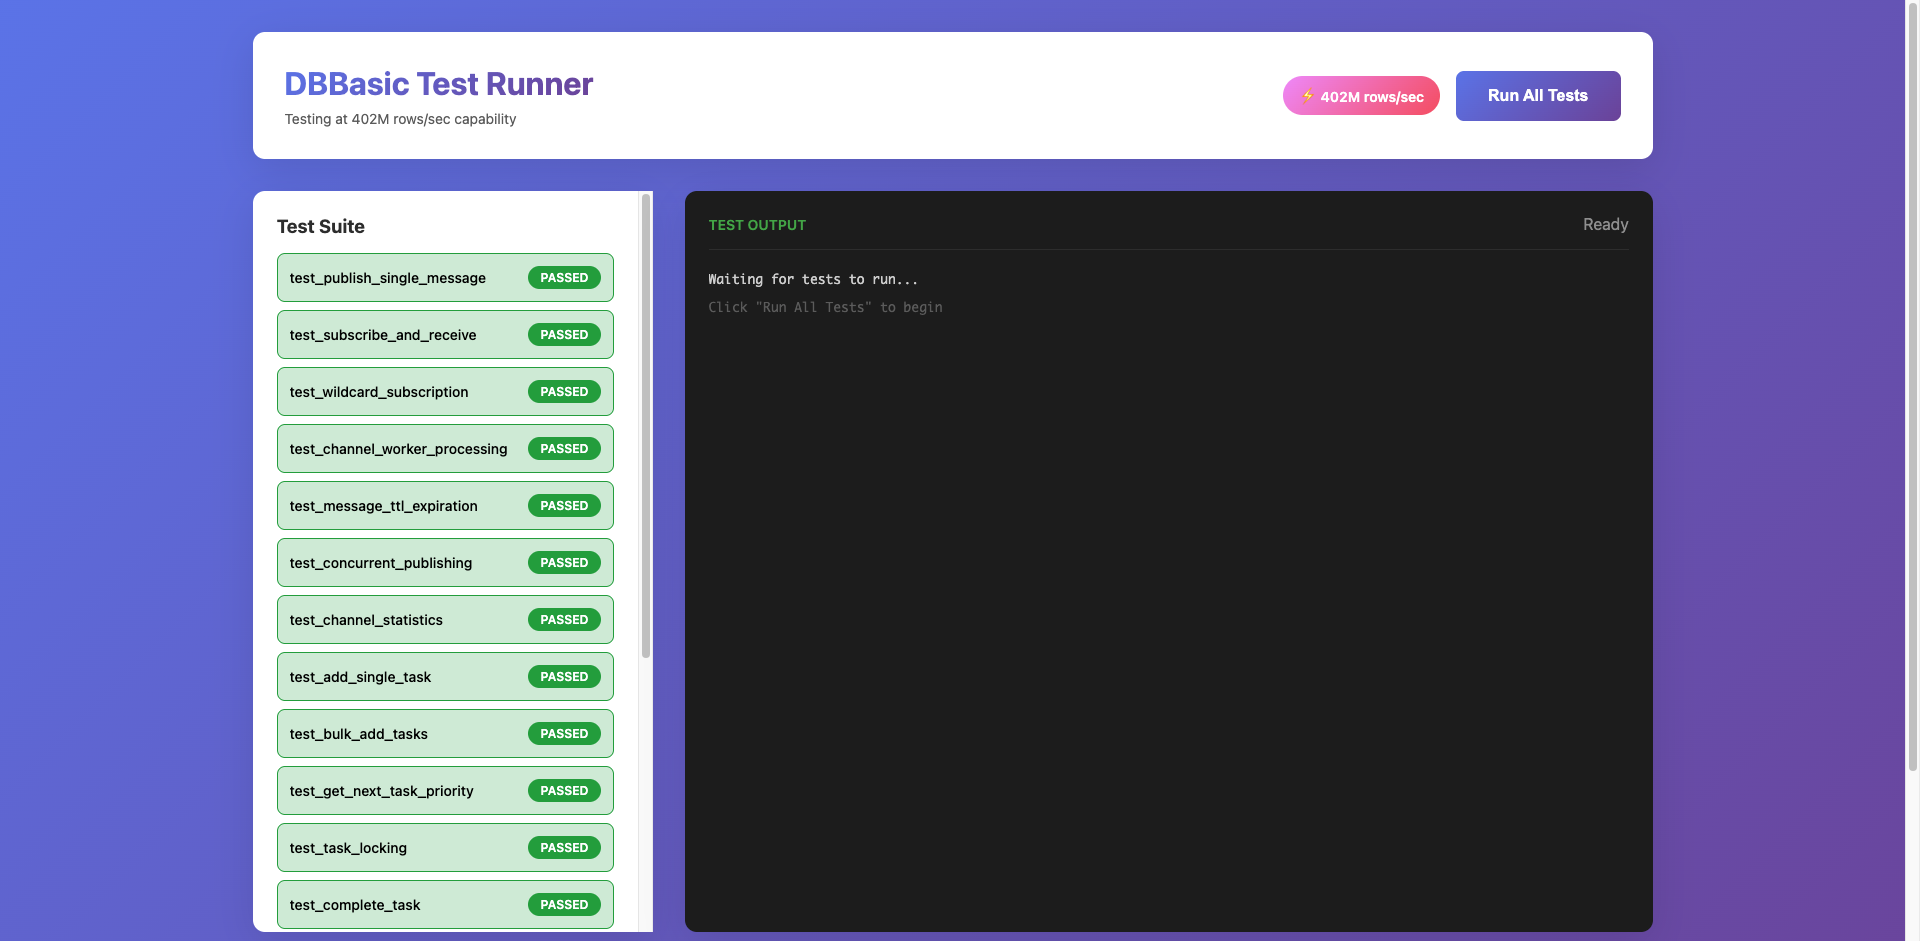 DBBasic Test Runner
Testing at 402M rows/sec capability
⚡ 402M rows/sec
Run All Tests
Test Suite
test_publish_single_message PASSED
test_subscribe_and_receive PASSED
test_wildcard_subscription PASSED
test_channel_worker_processing PASSED
test_message_ttl_expiration PASSED
test_concurrent_publishing PASSED
test_channel_statistics PASSED
test_add_single_task PASSED
test_bulk_add_tasks PASSED
test_get_next_task_priority PASSED
test_task_locking PASSED
test_complete_task PASSED
TEST OUTPUT
Ready
Waiting for tests to run...
Click "Run All Tests" to begin